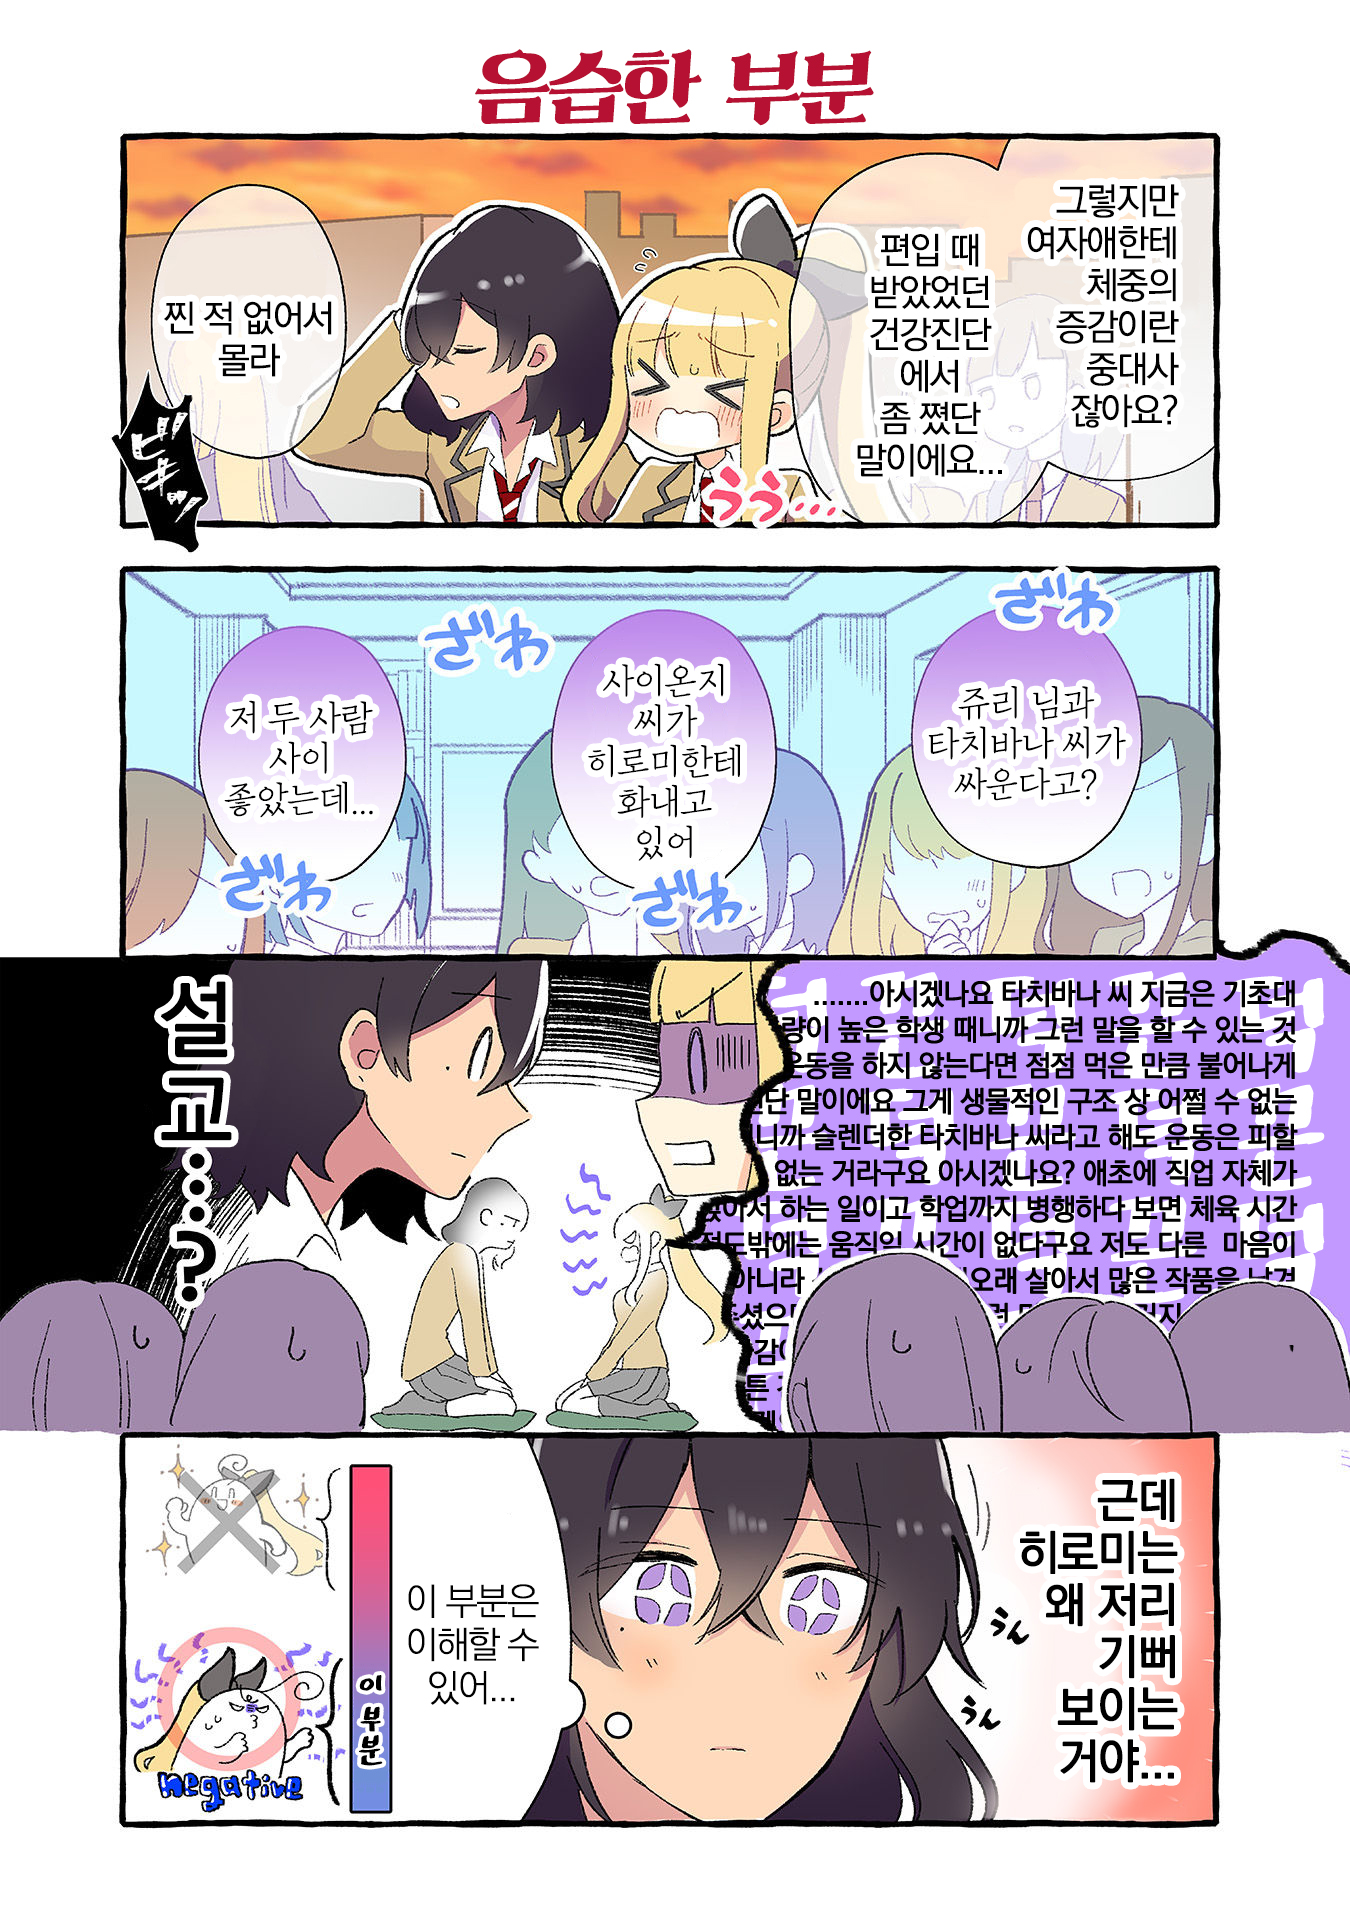 음습한 부분
그렇지만
여자애한테
체중의
증감이란
중대사
잖아요?
편입 때
받았었던
건강진단
에서
좀 쪘단
말이에요...
うぅ...
찐 적 없어서
몰라
ビキッ
ざわ
쥬리 님과
타치바나 씨가
싸운다고?
ざわ
사이온지
씨가
히로미한테
화내고
있어
ざわ
저 두 사람
사이
좋았는데...
ざわ
.......아시겠나요 타치바나 씨 지금은 기초대
량이 높은 학생 때니까 그런 말을 할 수 있는 것
운동을 하지 않는다면 점점 먹은 만큼 불어나게
단 말이에요 그게 생물적인 구조 상 어쩔 수 없는
니까 슬렌더한 타치바나 씨라고 해도 운동은 피할
없는 거라구요 아시겠나요? 애초에 직업 자체가
서 하는 일이고 학업까지 병행하다 보면 체육 시간
정도밖에는 움직일 시간이 없다구요 저도 다른 마음이
아니라 오래 살아서 많은 작품을 남겨
설교...?
근데
히로미는
왜 저리
기뻐
보이는
거야...
うん
うん
이 부분은
이해할 수
있어...
이 부분
negative